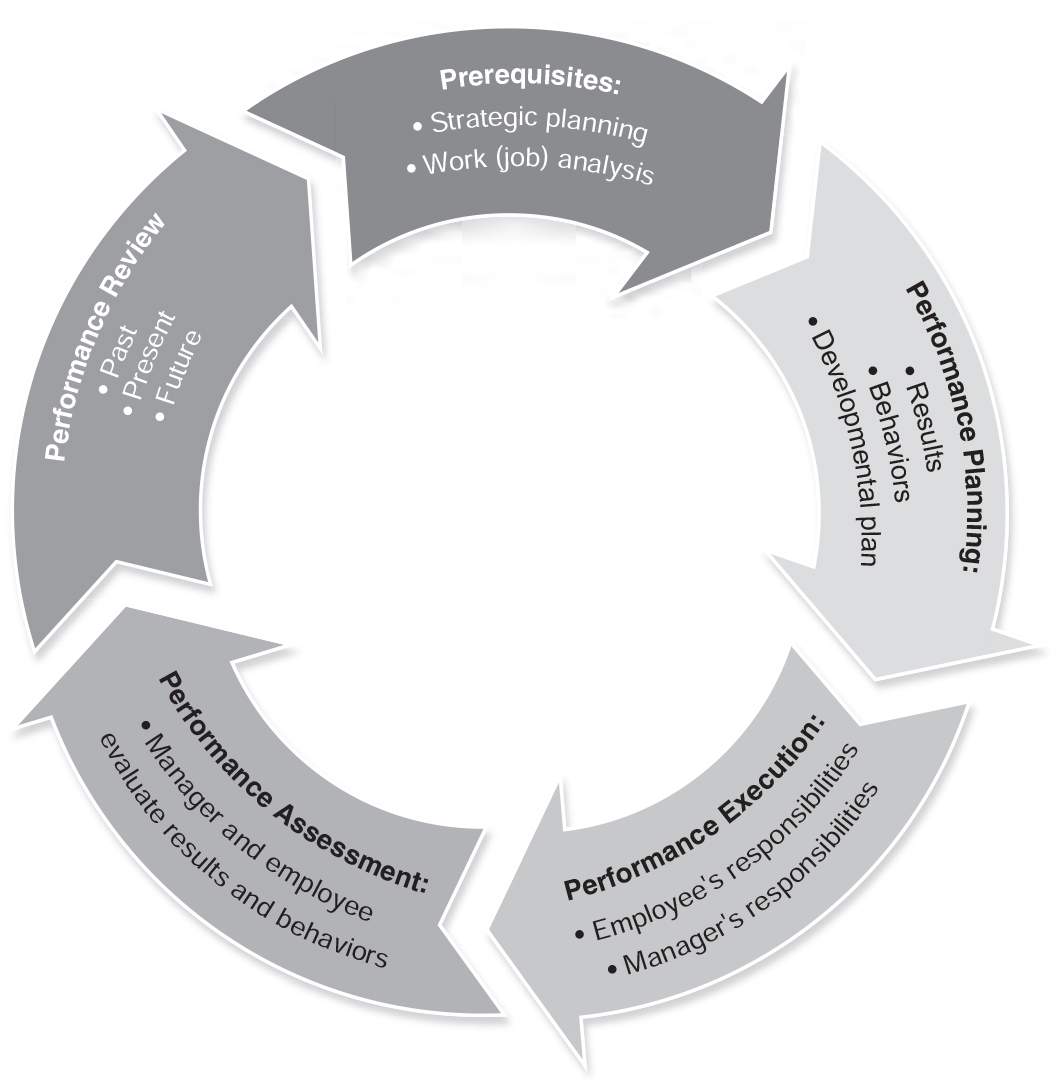 Prerequisites:
• Strategic planning
• Work (job) analysis
Performance Planning:
• Results
• Behaviors
• Developmental plan
Performance Execution:
• Employee's responsibilities
• Manager's responsibilities
Performance Assessment:
• Manager and employee
evaluate results and behaviors
Performance Review
• Past
• Present
• Future